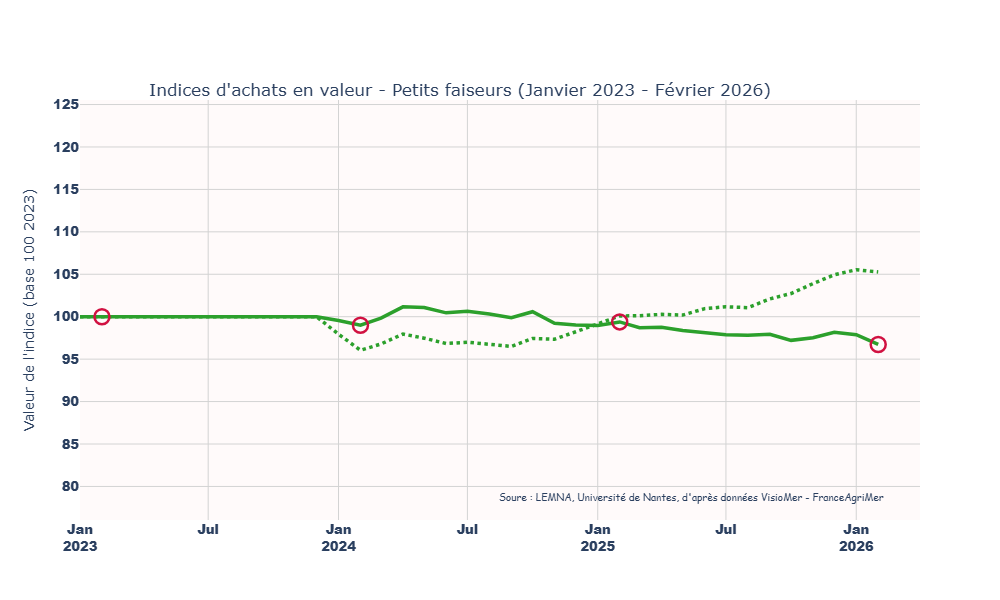 Indices d'achats en valeur - Petits faiseurs (Janvier 2023 - Février 2026)
Valeur de l'indice (base 100 2023)
125
120
115
110
105
100
95
90
85
80
Soure : LEMNA, Université de Nantes, d'après données VisioMer - FranceAgriMer
Jan Jul Jan Jul Jan Jul Jan
2023 2024 2025 2026